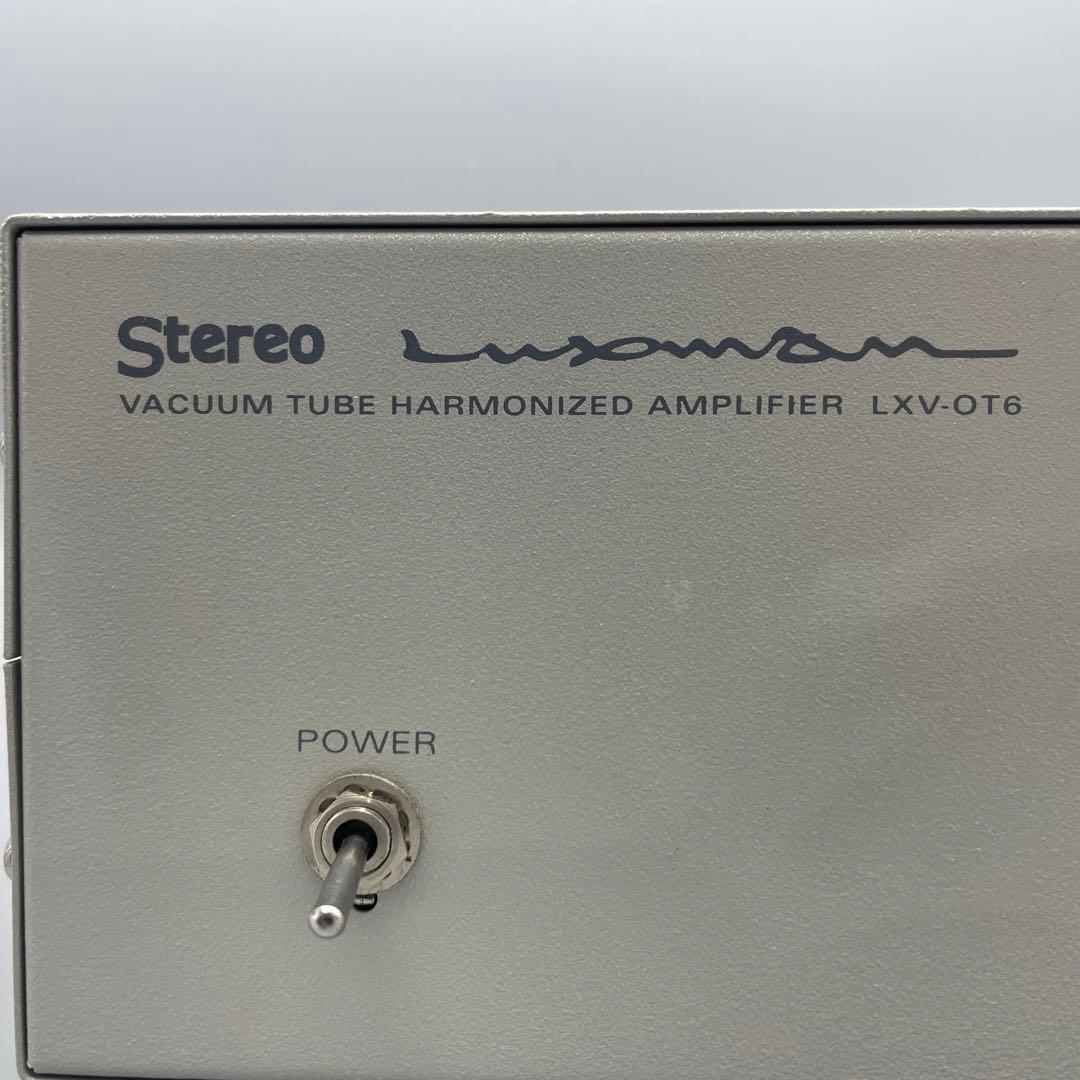 Stereo Luxman
VACUUM TUBE HARMONIZED AMPLIFIER LXV-OT6
POWER